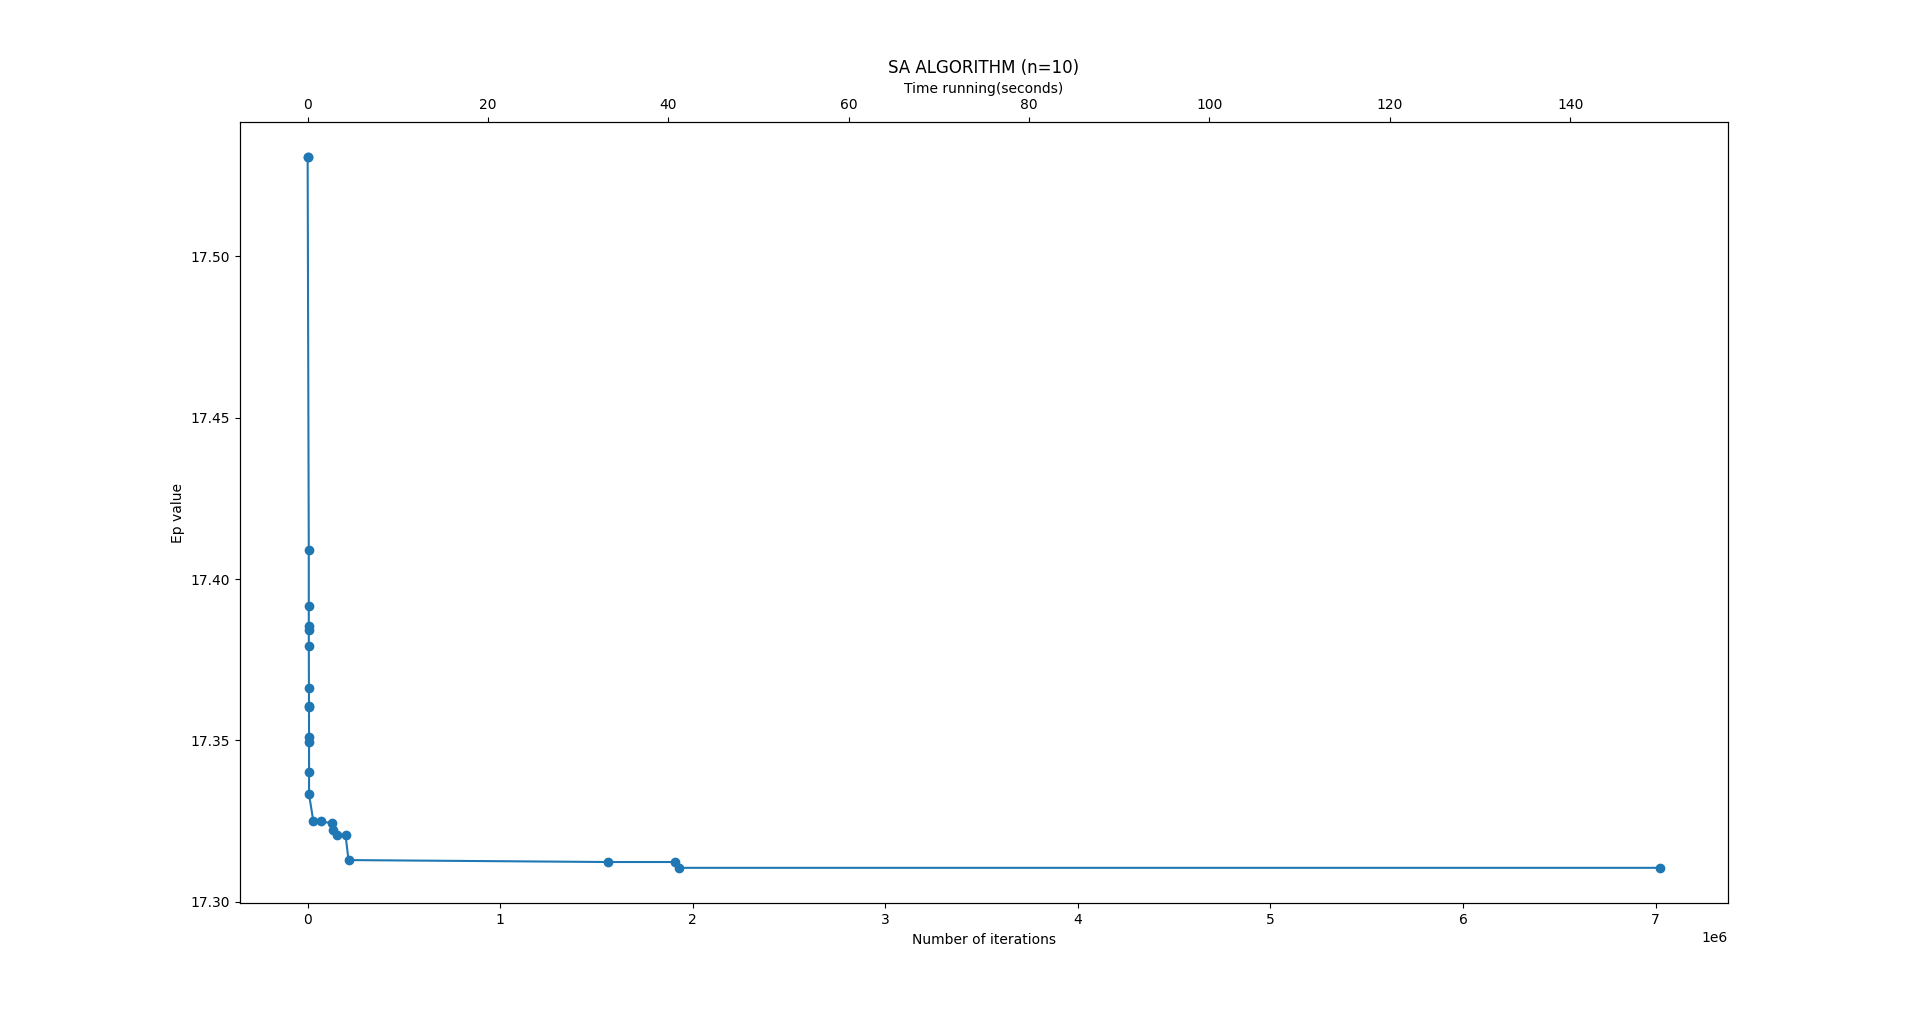 SA ALGORITHM (n=10)
Time running(seconds)
0 20 40 60 80 100 120 140
17.50
17.45
Ep value
17.40
17.35
17.30
0 1 2 3 4 5 6 7
Number of iterations
1e6